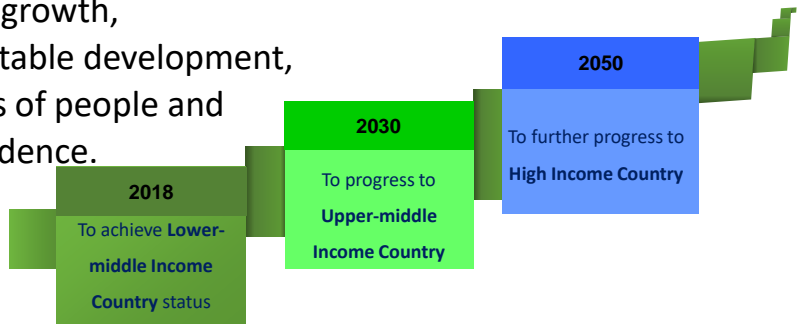 growth,
table development,
s of people and
dence.
2018
To achieve Lower-
middle Income
Country status
2030
To progress to
Upper-middle
Income Country
2050
To further progress to
High Income Country